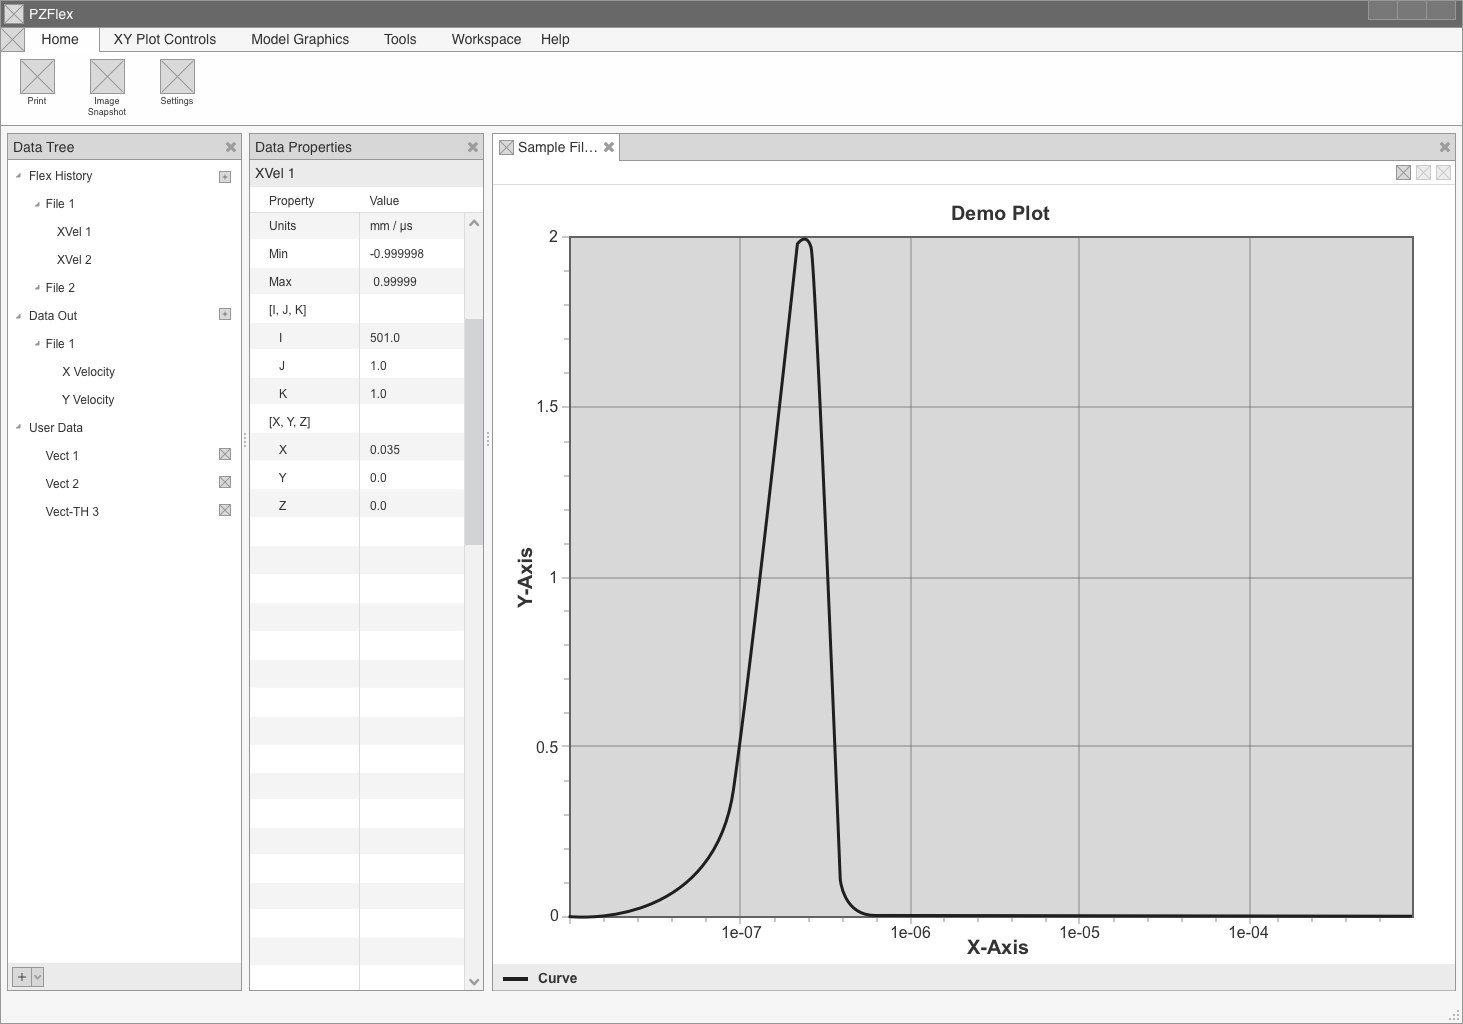 PZFlex
Home XY Plot Controls Model Graphics Tools Workspace Help
Print Image Snapshot Settings
Data Tree
Flex History
File 1
XVel 1
XVel 2
File 2
Data Out
File 1
X Velocity
Y Velocity
User Data
Vect 1
Vect 2
Vect-TH 3
Data Properties
XVel 1
Property Value
Units mm / µs
Min -0.999998
Max 0.99999
[I, J, K]
I 501.0
J 1.0
K 1.0
[X, Y, Z]
X 0.035
Y 0.0
Z 0.0
Sample Fil...
Demo Plot
Y-Axis
2
1.5
1
0.5
0
1e-07 1e-06 1e-05 1e-04
X-Axis
Curve